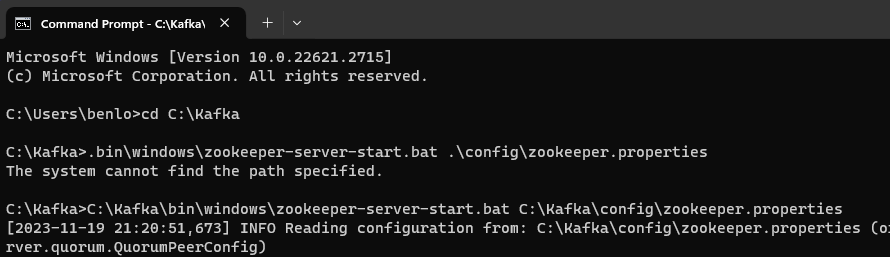 Command Prompt - C:\Kafka\
Microsoft Windows [Version 10.0.22621.2715]
(c) Microsoft Corporation. All rights reserved.
C:\Users\benlo>cd C:\Kafka
C:\Kafka>.bin\windows\zookeeper-server-start.bat .\config\zookeeper.properties
The system cannot find the path specified.
C:\Kafka>C:\Kafka\bin\windows\zookeeper-server-start.bat C:\Kafka\config\zookeeper.properties
[2023-11-19 21:20:51,673] INFO Reading configuration from: C:\Kafka\config\zookeeper.properties (o
rver.quorum.QuorumPeerConfig)